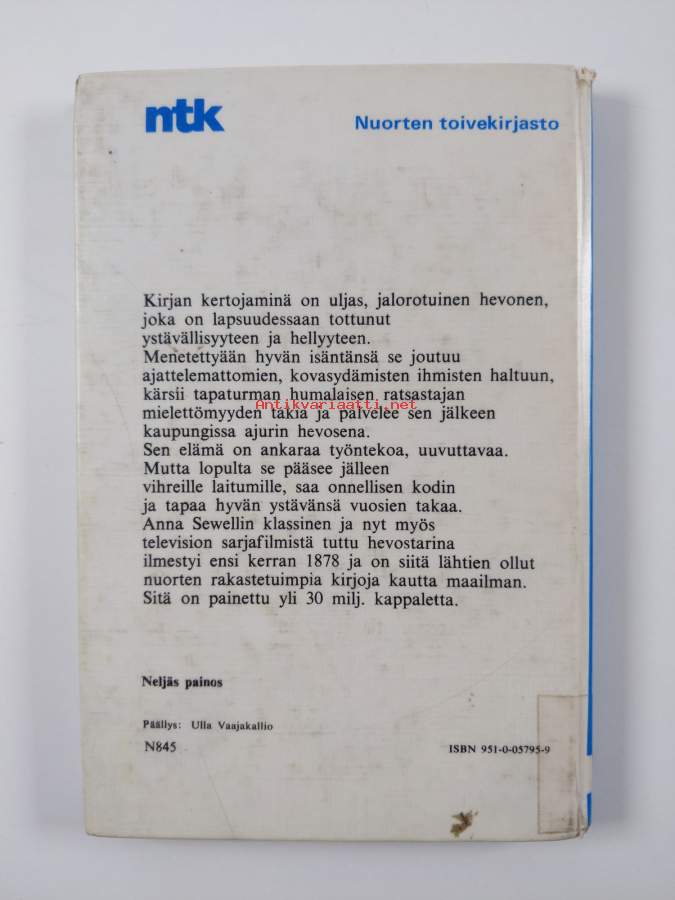 ntk
Nuorten toivekirjasto
Kirjan kertojaminä on uljas, jalorotuinen hevonen,
joka on lapsuudessaan tottunut
ystävällisyyteen ja hellyyteen.
Menetettyään hyvän isäntänsä se joutuu
ajattelemattomien, kovasydämisten ihmisten haltuun,
kärsii tapaturman humalaisen ratsastajan
Antikvariaatti.net
mielettömyyden takia ja palvelee sen jälkeen
kaupungissa ajurin hevosena.
Sen elämä on ankaraa työntekoa, uuvuttavaa.
Mutta lopulta se pääsee jälleen
vihreille laitumille, saa onnellisen kodin
ja tapaa hyvän ystävänsä vuosien takaa.
Anna Sewellin klassinen ja nyt myös
television sarjafilmistä tuttu hevostarina
ilmestyi ensi kerran 1878 ja on siitä lähtien ollut
nuorten rakastetuimpia kirjoja kautta maailman.
Sitä on painettu yli 30 milj. kappaletta.
Neljäs painos
Päällys: Ulla Vaajakallio
N845
ISBN 951-0-05795-9